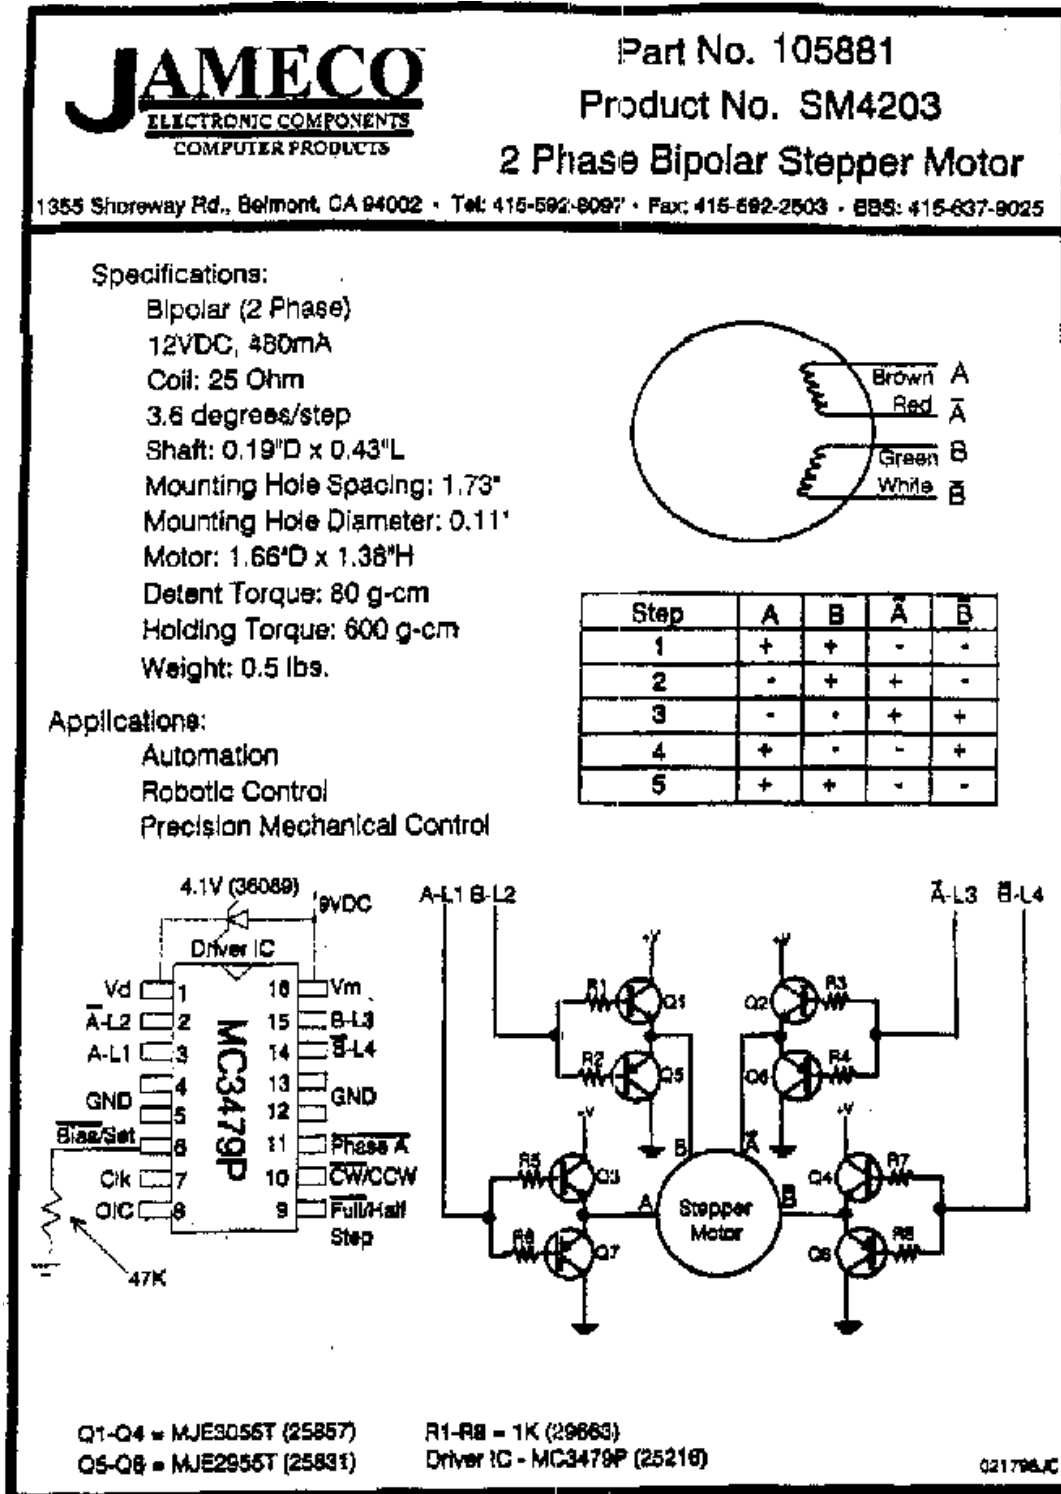 JAMECO
ELECTRONIC COMPONENTS
COMPUTER PRODUCTS
Part No. 105881
Product No. SM4203
2 Phase Bipolar Stepper Motor
1355 Shoreway Rd., Belmont, CA 94002 • Tel: 415-592-8097 • Fax: 415-592-2503 • BBS: 415-637-9025
Specifications:
Bipolar (2 Phase)
12VDC, 480mA
Coil: 25 Ohm
3.6 degrees/step
Shaft: 0.19"D x 0.43"L
Mounting Hole Spacing: 1.73"
Mounting Hole Diameter: 0.11"
Motor: 1.66"D x 1.38"H
Detent Torque: 80 g-cm
Holding Torque: 600 g-cm
Weight: 0.5 lbs.
Brown A
Red A̅
Green B
White B̅
Step A B A̅ B̅
1 + + - -
2 - + + -
3 - - + +
4 + - - +
5 + + - -
Applications:
Automation
Robotic Control
Precision Mechanical Control
4.1V (36089)
9VDC
Driver IC
MC3479P
Vd 1 16 Vm
A̅-L2 2 15 B-L3
A-L1 3 14 B̅-L4
4 13
GND GND
5 12
Bias/Set 6 11 Phase A
Clk 7 10 CW/CCW
OIC 8 9 Full/Half
Step
47K
A-L1 B-L2 A̅-L3 B̅-L4
+V +V
R1 Q1 Q2 R3
R2 Q5 Q6 R4
+V B A̅ +V
R5 Q3 Q4 R7
A Stepper B̅
Motor
R6 Q7 Q8 R8
Q1-Q4 = MJE3055T (25857)
Q5-Q8 = MJE2955T (25831)
R1-R8 = 1K (29663)
Driver IC - MC3479P (25216)
021796JC